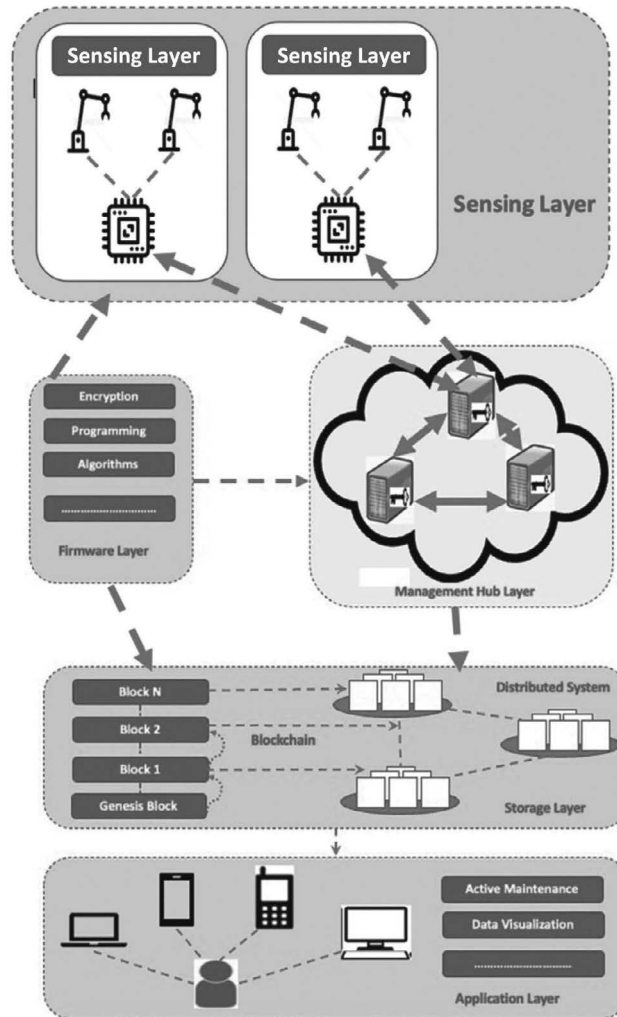 Sensing Layer
Sensing Layer
Sensing Layer
Encryption
Programming
Algorithms
................................
Firmware Layer
Management Hub Layer
Block N
Distributed System
Block 2
Blockchain
Block 1
Genesis Block
Storage Layer
Active Maintenance
Data Visualization
................................
Application Layer